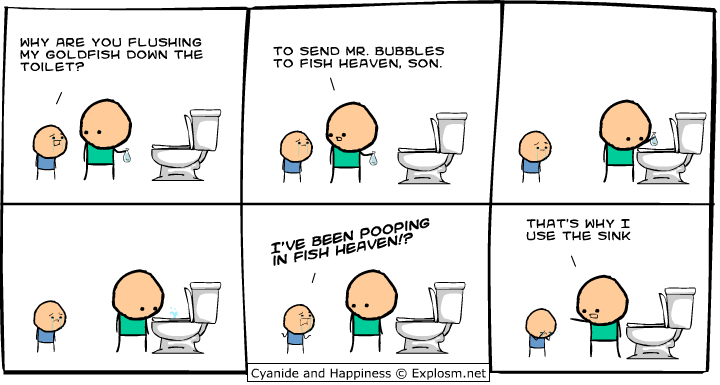 WHY ARE YOU FLUSHING
MY GOLDFISH DOWN THE
TOILET?
TO SEND MR. BUBBLES
TO FISH HEAVEN, SON.
I'VE BEEN POOPING
IN FISH HEAVEN!?
THAT'S WHY I
USE THE SINK
Cyanide and Happiness © Explosm.net